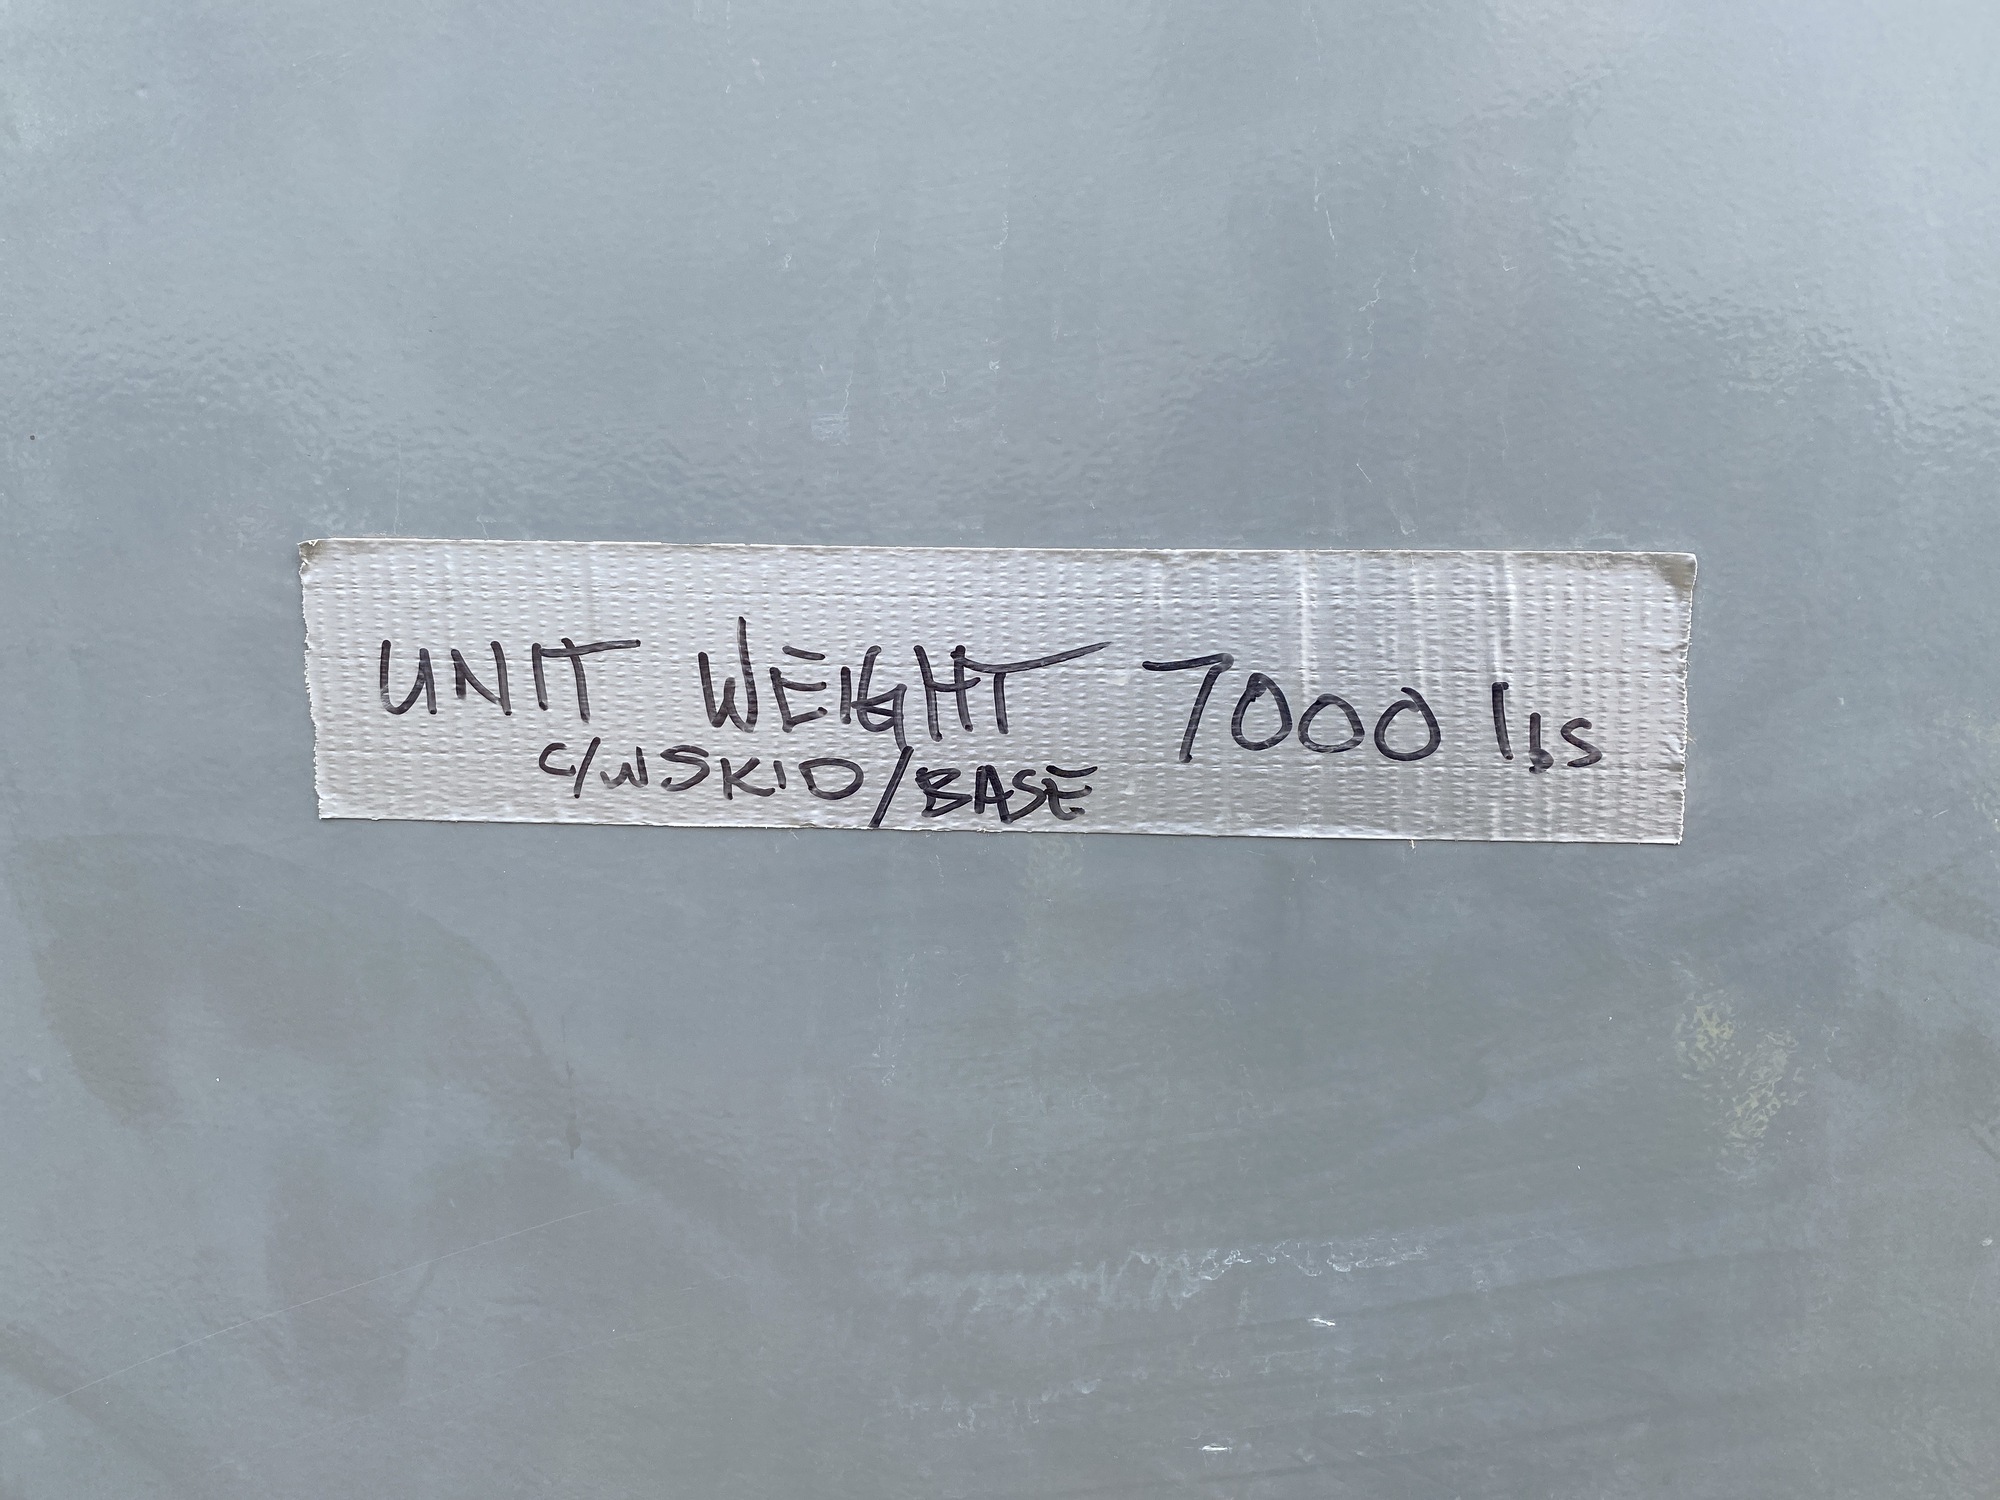 UNIT WEIGHT 7000 lbs
C/W SKID/BASE